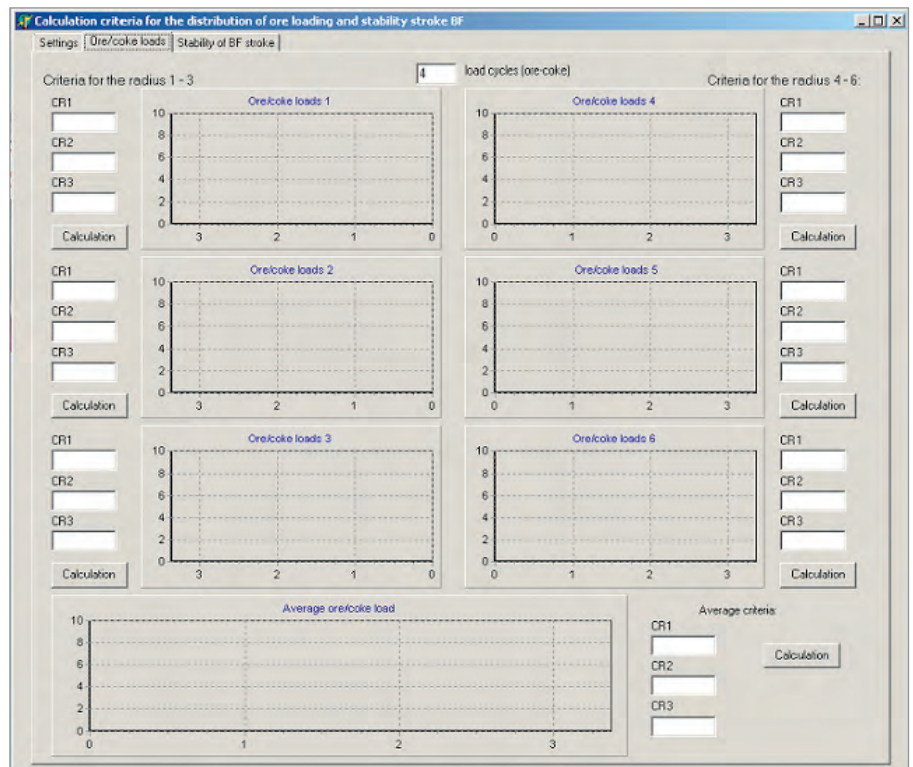 Calculation criteria for the distribution of ore loading and stability stroke BF
Settings Ore/coke loads Stability of BF stroke
4 load cycles (ore-coke)
Criteria for the radius 1 - 3
Criteria for the radius 4 - 6:
CR1
CR2
CR3
Calculation
Ore/coke loads 1
10
8
6
4
2
0
3 2 1 0
Ore/coke loads 4
10
8
6
4
2
0
0 1 2 3
CR1
CR2
CR3
Calculation
CR1
CR2
CR3
Calculation
Ore/coke loads 2
10
8
6
4
2
0
3 2 1 0
Ore/coke loads 5
10
8
6
4
2
0
0 1 2 3
CR1
CR2
CR3
Calculation
CR1
CR2
CR3
Calculation
Ore/coke loads 3
10
8
6
4
2
0
3 2 1 0
Ore/coke loads 6
10
8
6
4
2
0
0 1 2 3
CR1
CR2
CR3
Calculation
Average ore/coke load
10
8
6
4
2
0
0 1 2 3
Average criteria:
CR1
CR2
CR3
Calculation